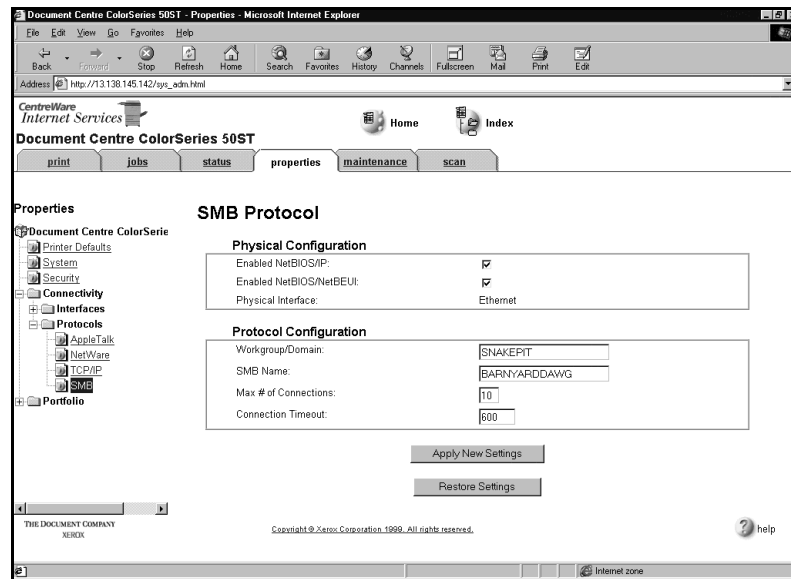 Document Centre ColorSeries 50ST - Properties - Microsoft Internet Explorer
File Edit View Go Favorites Help
Back Forward Stop Refresh Home Search Favorites History Channels Fullscreen Mail Print Edit
Address http://13.138.145.142/sys_adm.html
CentreWare
Internet Services
Home
Index
Document Centre ColorSeries 50ST
print jobs status properties maintenance scan
Properties
Document Centre ColorSerie
Printer Defaults
System
Security
Connectivity
Interfaces
Protocols
AppleTalk
NetWare
TCP/IP
SMB
Portfolio
SMB Protocol
Physical Configuration
Enabled NetBIOS/IP:
Enabled NetBIOS/NetBEUI:
Physical Interface: Ethernet
Protocol Configuration
Workgroup/Domain: SNAKEPIT
SMB Name: BARNYARDDAWG
Max # of Connections: 10
Connection Timeout: 600
Apply New Settings
Restore Settings
THE DOCUMENT COMPANY
XEROX
Copyright © Xerox Corporation 1999. All rights reserved.
help
Internet zone